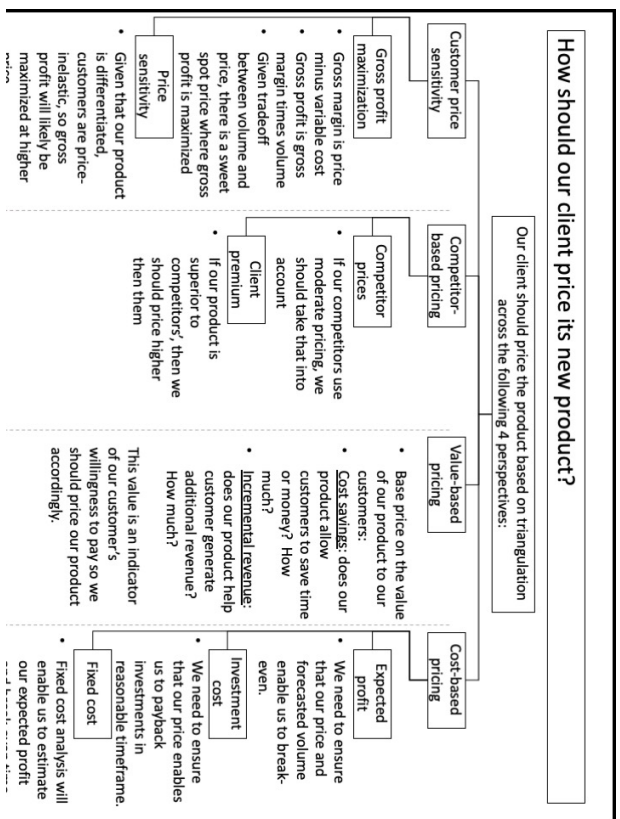 How should our client price its new product?
Our client should price the product based on triangulation
across the following 4 perspectives:
Customer price
sensitivity
Gross profit
maximization
• Gross margin is price
minus variable cost
• Gross profit is gross
margin times volume
• Given tradeoff
between volume and
price, there is a sweet
spot price where gross
profit is maximized
Price
sensitivity
• Given that our product
is differentiated,
customers are price-
inelastic, so gross
profit will likely be
maximized at higher
Competitor-
based pricing
Competitor
prices
• If our competitors use
moderate pricing, we
should take that into
account
Client
premium
• If our product is
superior to
competitors', then we
should price higher
then them
Value-based
pricing
• Base price on the value
of our product to our
customers:
• Cost savings: does our
product allow
customers to save time
or money? How
much?
• Incremental revenue:
does our product help
customer generate
additional revenue?
How much?
This value is an indicator
of our customer's
willingness to pay so we
should price our product
accordingly.
Cost-based
pricing
Expected
profit
• We need to ensure
that our price and
forecasted volume
enable us to break-
even.
Investment
cost
• We need to ensure
that our price enables
us to payback
investments in
reasonable timeframe.
Fixed cost
• Fixed cost analysis will
enable us to estimate
our expected profit